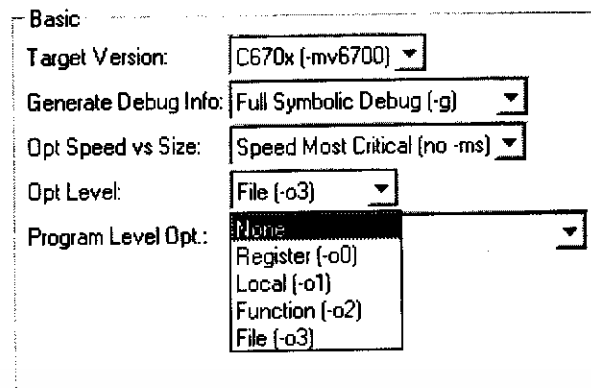 Basic
Target Version: C670x (-mv6700)
Generate Debug Info: Full Symbolic Debug (-g)
Opt Speed vs Size: Speed Most Critical (no -ms)
Opt Level: File (-o3)
Program Level Opt.: None
Register (-o0)
Local (-o1)
Function (-o2)
File (-o3)